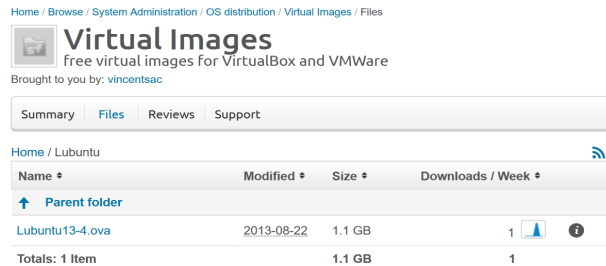 Home / Browse / System Administration / OS distribution / Virtual Images / Files
Virtual Images
free virtual images for VirtualBox and VMWare
Brought to you by: vincentsac
Summary Files Reviews Support
Home / Lubuntu
Name Modified Size Downloads / Week
Parent folder
Lubuntu13-4.ova 2013-08-22 1.1 GB 1
Totals: 1 Item 1.1 GB 1